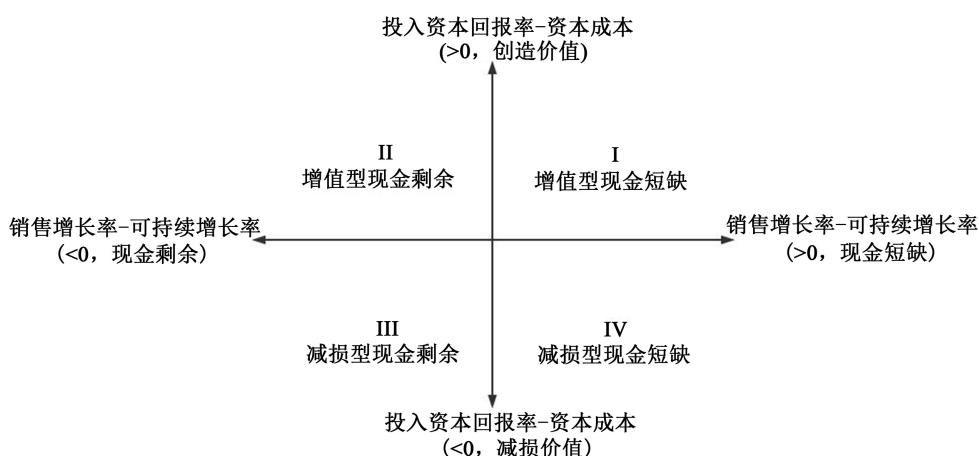 投入资本回报率-资本成本
(>0，创造价值)
II
增值型现金剩余
I
增值型现金短缺
销售增长率-可持续增长率
(<0，现金剩余)
销售增长率-可持续增长率
(>0，现金短缺)
III
减损型现金剩余
IV
减损型现金短缺
投入资本回报率-资本成本
(<0，减损价值)